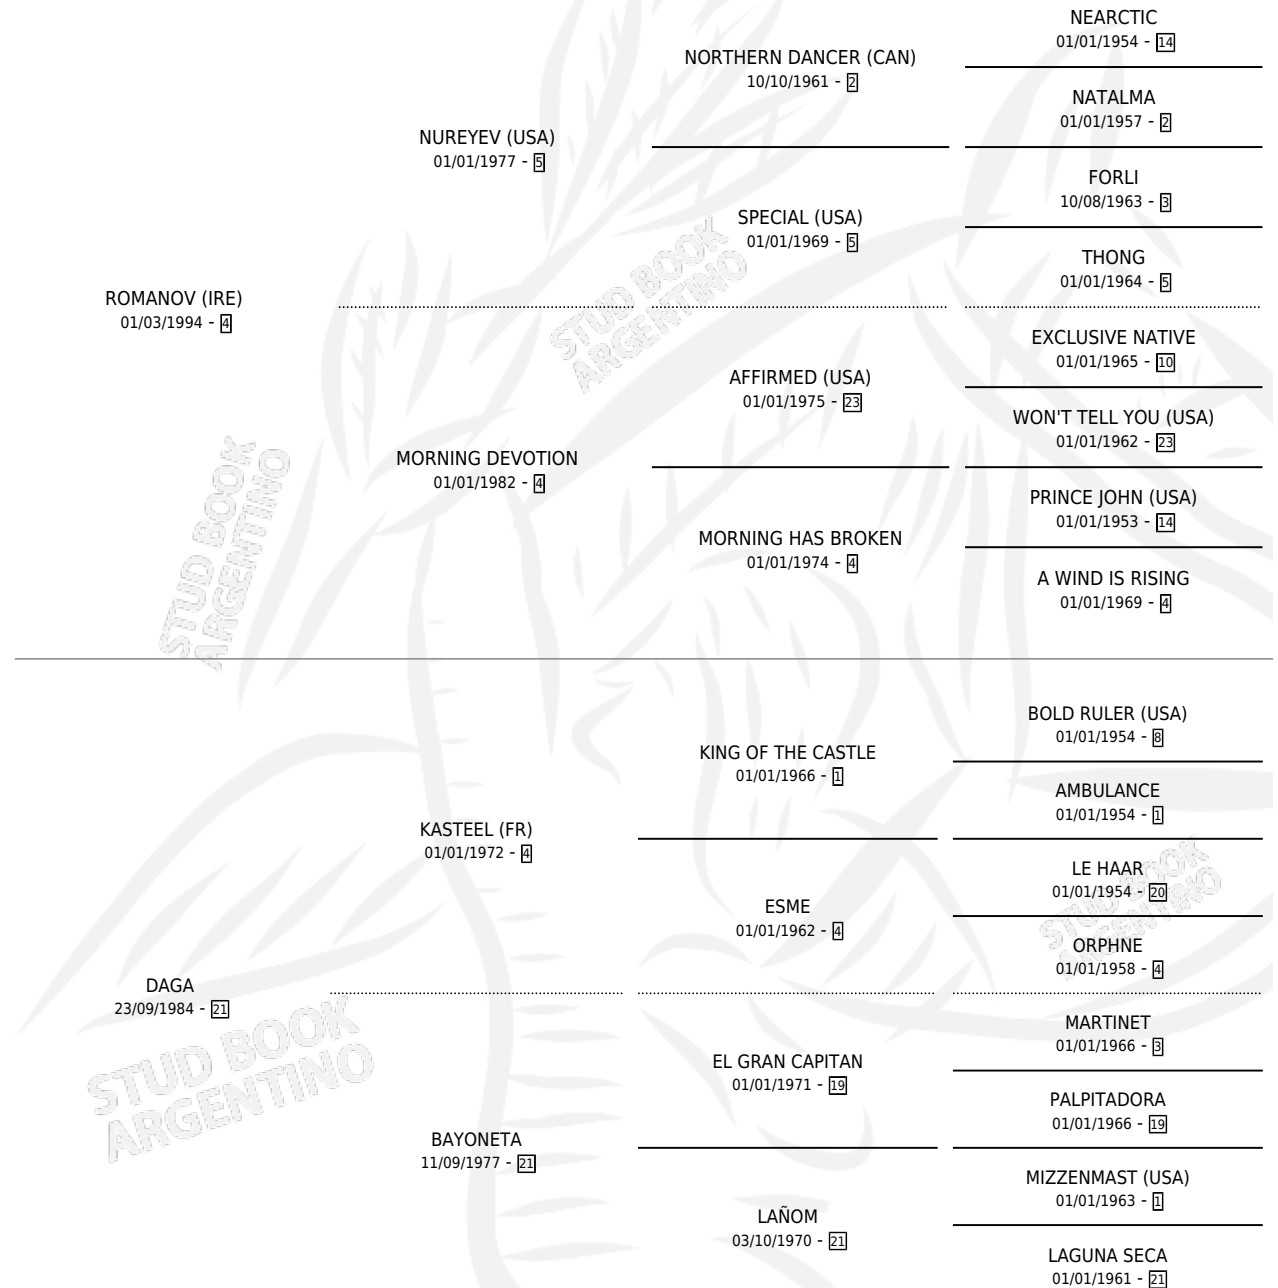 ROMANOV (IRE)
01/03/1994 - 4
NUREYEV (USA)
01/01/1977 - 5
MORNING DEVOTION
01/01/1982 - 4
NORTHERN DANCER (CAN)
10/10/1961 - 2
SPECIAL (USA)
01/01/1969 - 5
AFFIRMED (USA)
01/01/1975 - 23
MORNING HAS BROKEN
01/01/1974 - 4
NEARCTIC
01/01/1954 - 14
NATALMA
01/01/1957 - 2
FORLI
10/08/1963 - 3
THONG
01/01/1964 - 5
EXCLUSIVE NATIVE
01/01/1965 - 10
WON'T TELL YOU (USA)
01/01/1962 - 23
PRINCE JOHN (USA)
01/01/1953 - 14
A WIND IS RISING
01/01/1969 - 4
DAGA
23/09/1984 - 21
KASTEEL (FR)
01/01/1972 - 4
BAYONETA
11/09/1977 - 21
KING OF THE CASTLE
01/01/1966 - 1
ESME
01/01/1962 - 4
EL GRAN CAPITAN
01/01/1971 - 19
LAÑOM
03/10/1970 - 21
BOLD RULER (USA)
01/01/1954 - 8
AMBULANCE
01/01/1954 - 1
LE HAAR
01/01/1954 - 20
ORPHNE
01/01/1958 - 4
MARTINET
01/01/1966 - 3
PALPITADORA
01/01/1966 - 19
MIZZENMAST (USA)
01/01/1963 - 1
LAGUNA SECA
01/01/1961 - 21
STUD BOOK
ARGENTINO
STUD BOOK
ARGENTINO
STUD BOOK
ARGENTINO
STUD BOOK
ARGENTINO